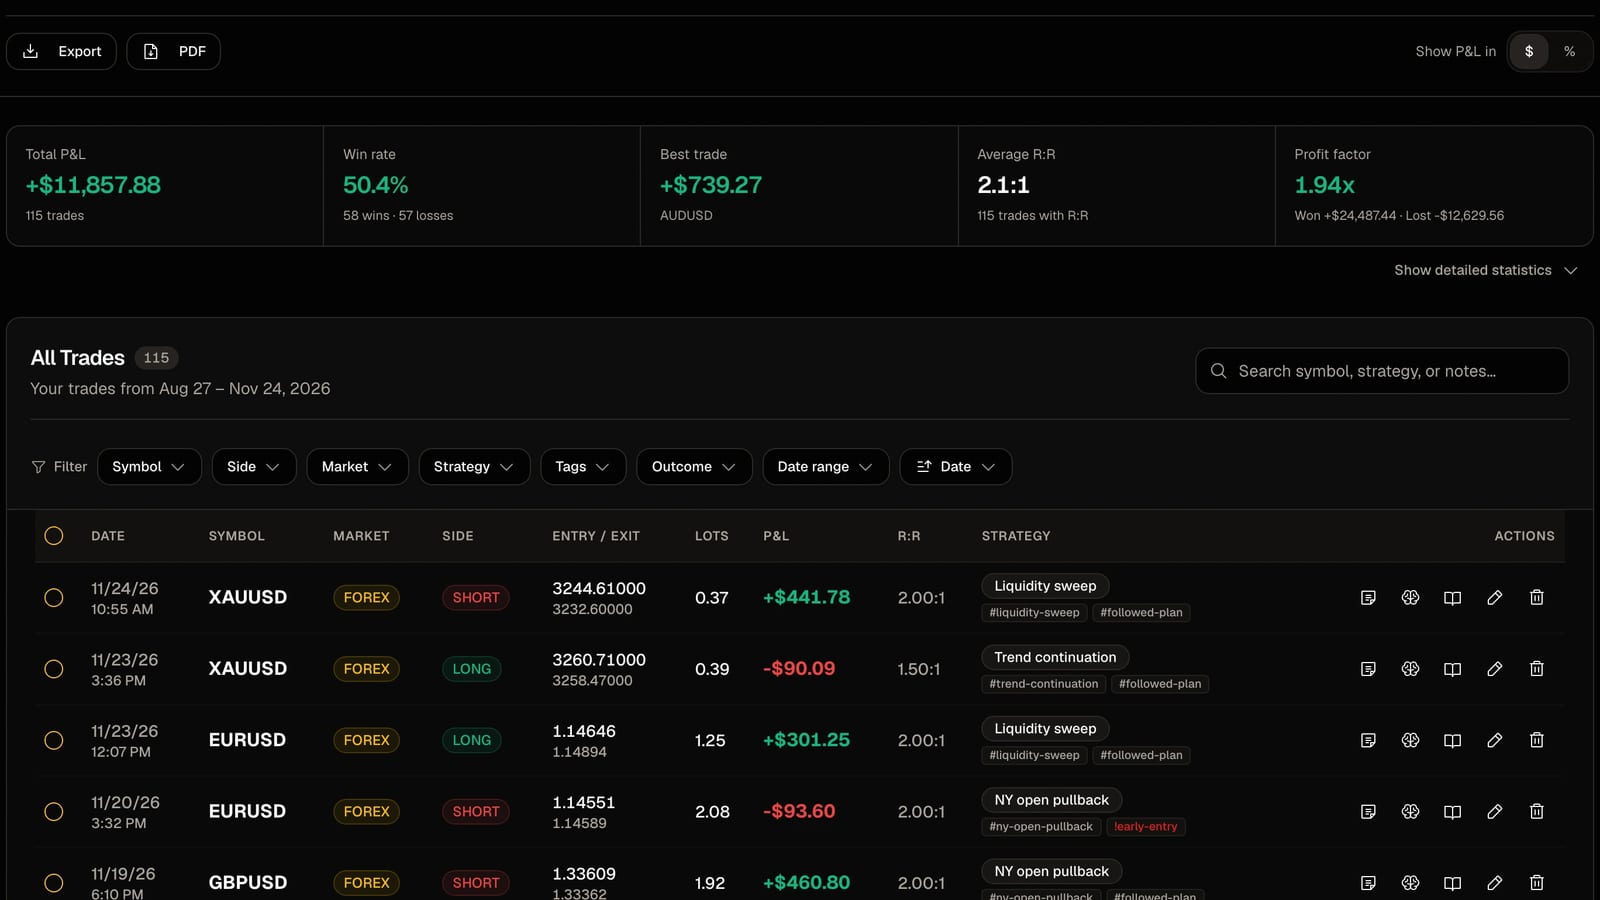 Export
PDF
Show P&L in
$
%
Total P&L
+$11,857.88
115 trades
Win rate
50.4%
58 wins · 57 losses
Best trade
+$739.27
AUDUSD
Average R:R
2.1:1
115 trades with R:R
Profit factor
1.94x
Won +$24,487.44 · Lost -$12,629.56
Show detailed statistics
All Trades 115
Your trades from Aug 27 – Nov 24, 2026
Search symbol, strategy, or notes...
Filter Symbol Side Market Strategy Tags Outcome Date range Date
DATE SYMBOL MARKET SIDE ENTRY / EXIT LOTS P&L R:R STRATEGY ACTIONS
11/24/26
10:55 AM
XAUUSD
FOREX
SHORT
3244.61000
3232.60000
0.37
+$441.78
2.00:1
Liquidity sweep
#liquidity-sweep #followed-plan
11/23/26
3:36 PM
XAUUSD
FOREX
LONG
3260.71000
3258.47000
0.39
-$90.09
1.50:1
Trend continuation
#trend-continuation #followed-plan
11/23/26
12:07 PM
EURUSD
FOREX
LONG
1.14646
1.14894
1.25
+$301.25
2.00:1
Liquidity sweep
#liquidity-sweep #followed-plan
11/20/26
3:32 PM
EURUSD
FOREX
SHORT
1.14551
1.14589
2.08
-$93.60
2.00:1
NY open pullback
#ny-open-pullback !early-entry
11/19/26
6:10 PM
GBPUSD
FOREX
SHORT
1.33609
1.33362
1.92
+$460.80
2.00:1
NY open pullback
#ny-open-pullback #followed-plan